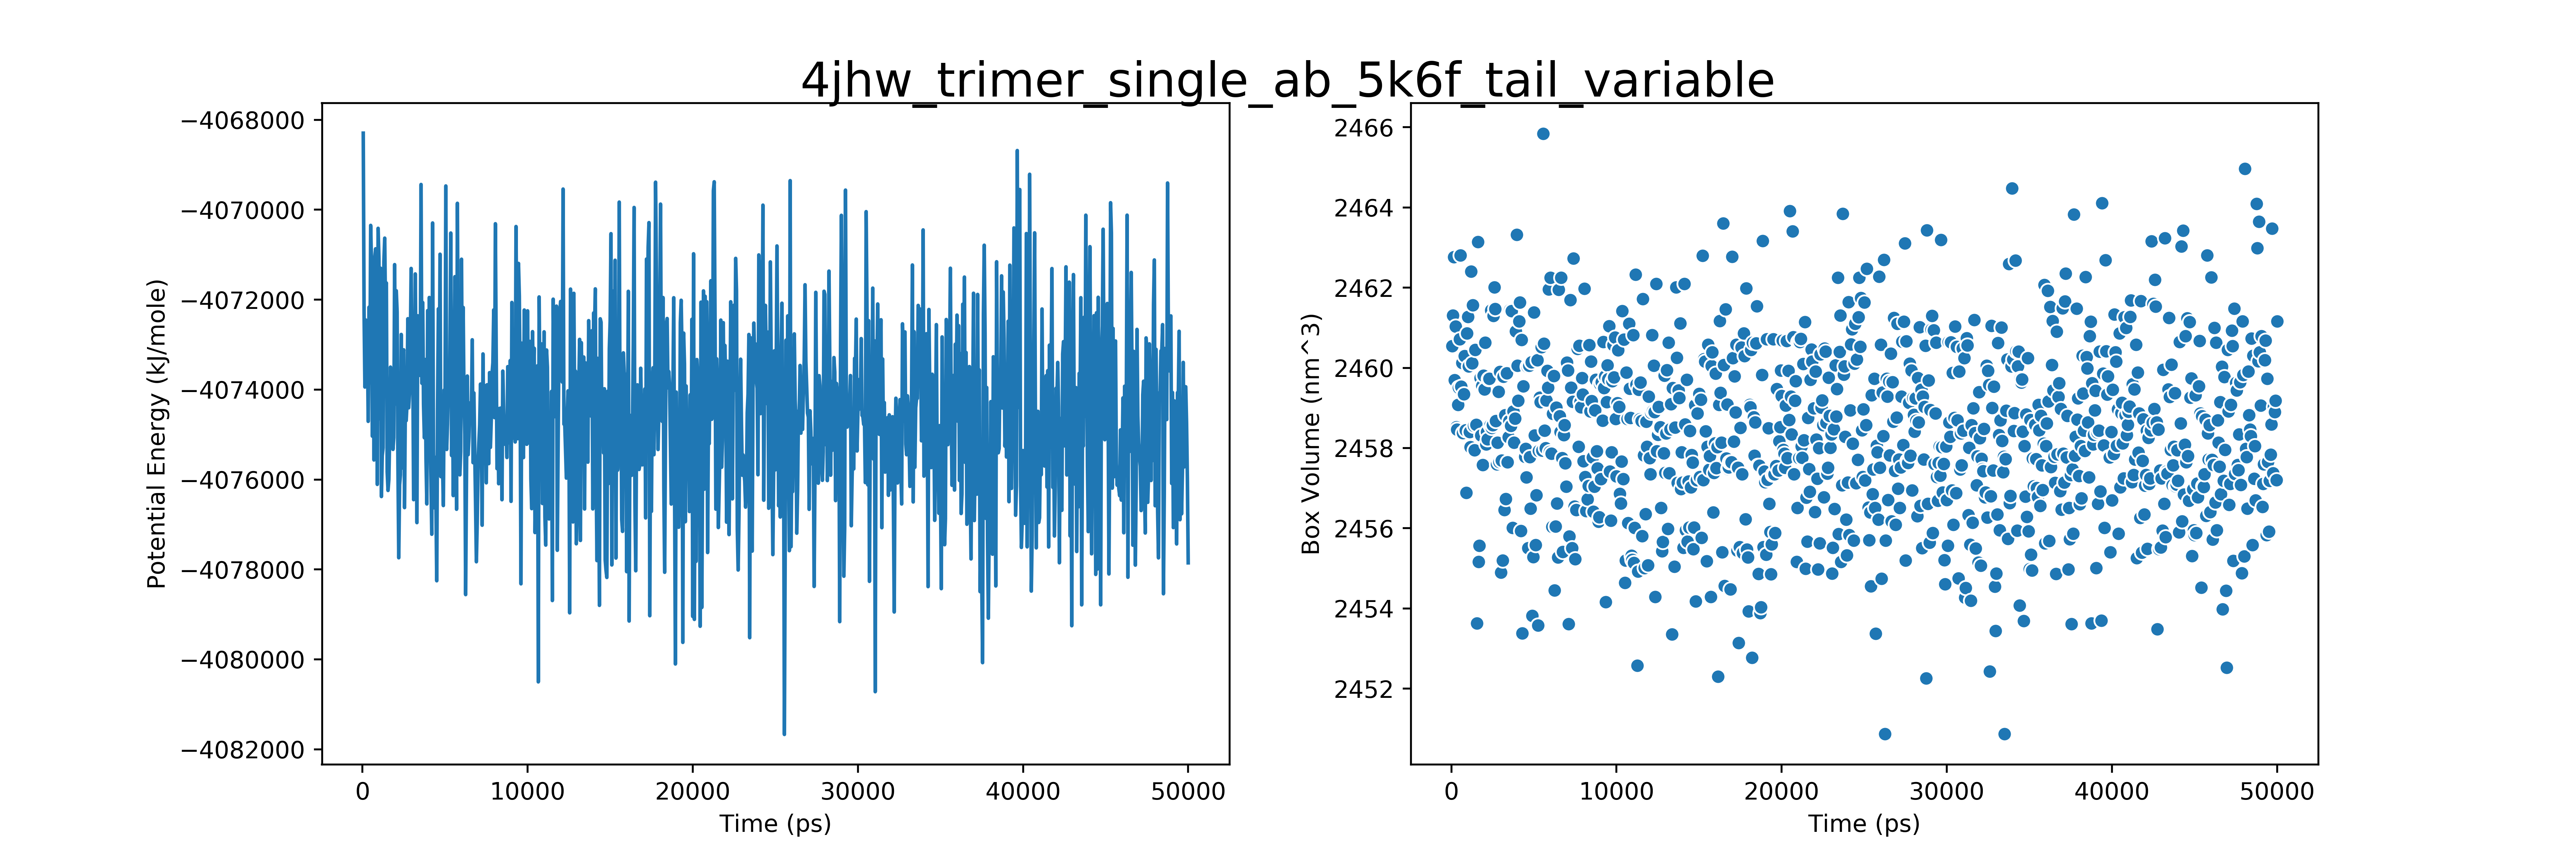 4jhw_trimer_single_ab_5k6f_tail_variable
Potential Energy (kJ/mole)
−4068000
−4070000
−4072000
−4074000
−4076000
−4078000
−4080000
−4082000
0 10000 20000 30000 40000 50000
Time (ps)
Box Volume (nm^3)
2466
2464
2462
2460
2458
2456
2454
2452
0 10000 20000 30000 40000 50000
Time (ps)